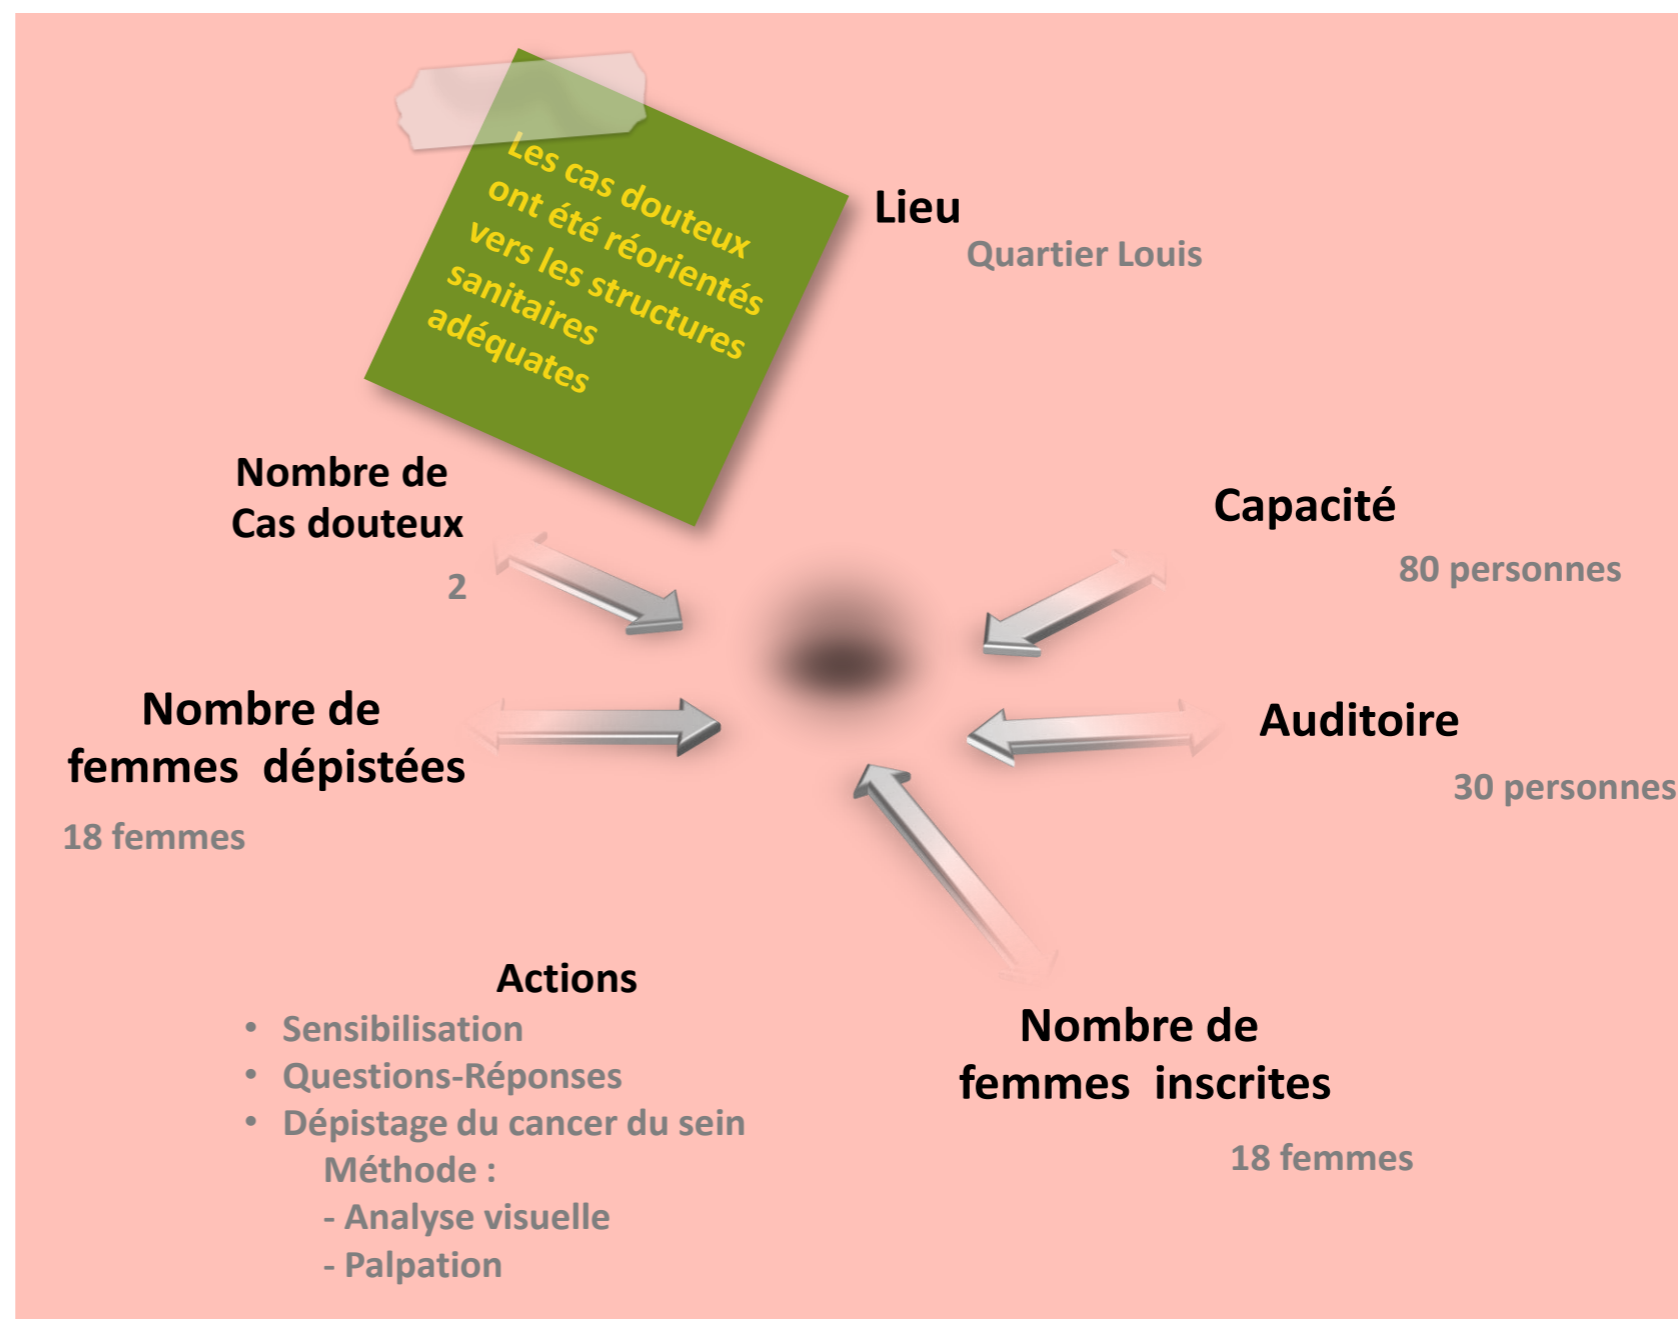 Les cas douteux
ont été réorientés
vers les structures
sanitaires
adéquates
Lieu
Quartier Louis
Nombre de
Cas douteux
2
Capacité
80 personnes
Nombre de
femmes dépistées
18 femmes
Auditoire
30 personnes
Actions
• Sensibilisation
• Questions-Réponses
• Dépistage du cancer du sein
Méthode :
- Analyse visuelle
- Palpation
Nombre de
femmes inscrites
18 femmes